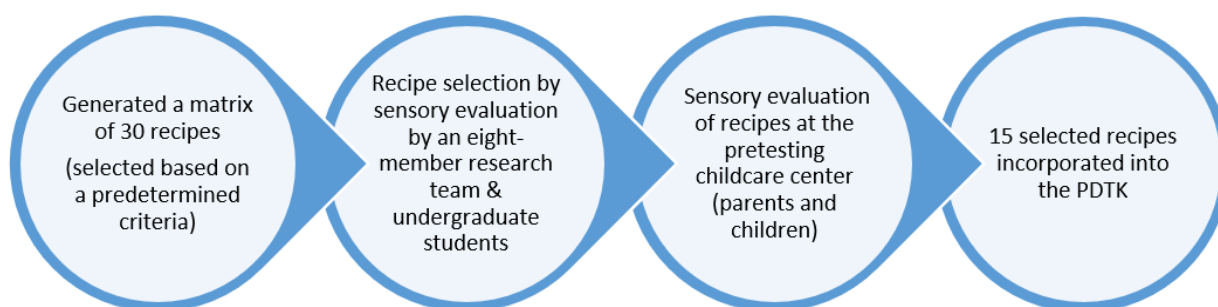 Generated a matrix
of 30 recipes
(selected based on
a predetermined
criteria)
Recipe selection by
sensory evaluation
by an eight-
member research
team &
undergraduate
students
Sensory evaluation
of recipes at the
pretesting
childcare center
(parents and
children)
15 selected recipes
incorporated into
the PDTK